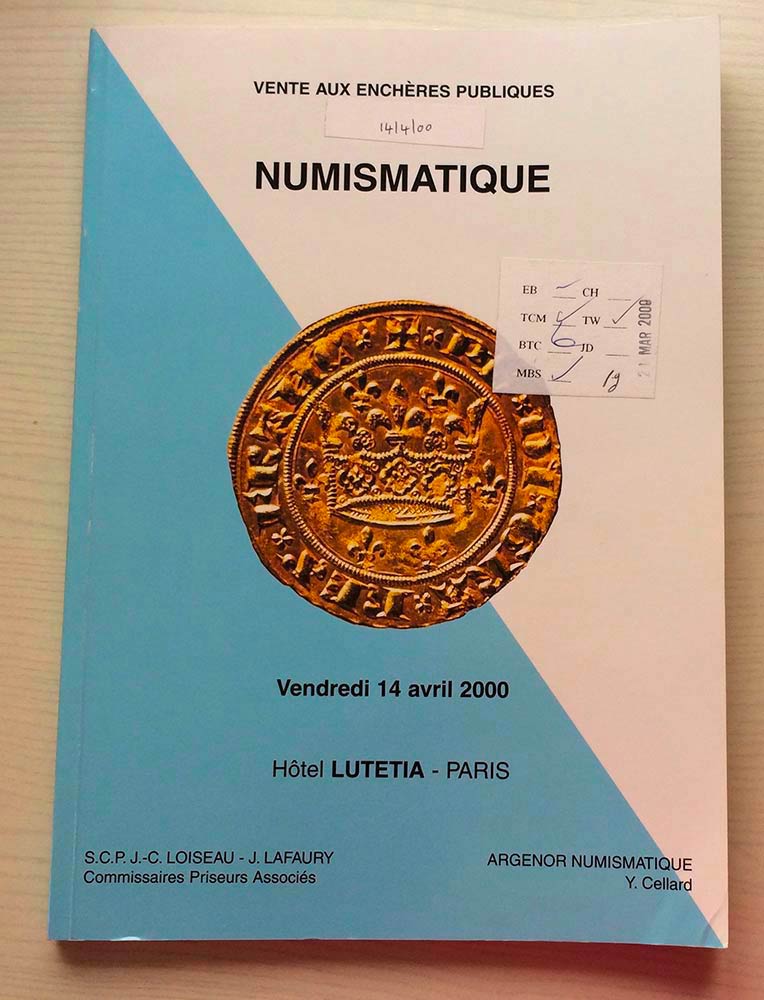 VENTE AUX ENCHÈRES PUBLIQUES
14/4/00
NUMISMATIQUE
EB CH
TCM TW
BTC JD
MBS
21 MAR 2000
Vendredi 14 avril 2000
Hôtel LUTETIA - PARIS
S.C.P. J.-C. LOISEAU - J. LAFAURY
Commissaires Priseurs Associés
ARGENOR NUMISMATIQUE
Y. Cellard